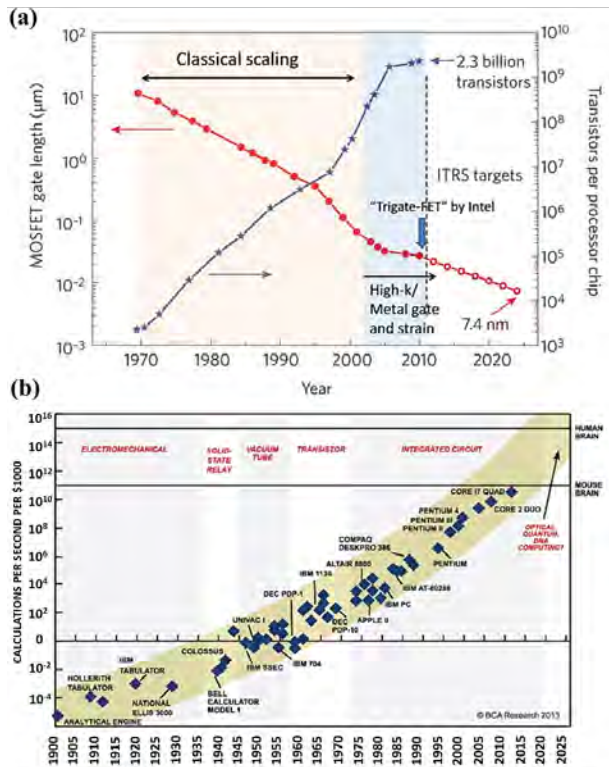 (a)
10²
10¹
10⁰
10⁻¹
10⁻²
10⁻³
MOSFET gate length (μm)
Classical scaling
2.3 billion
transistors
ITRS targets
"Trigate-FET" by Intel
High-k/
Metal gate
and strain
7.4 nm
10¹⁰
10⁹
10⁸
10⁷
10⁶
10⁵
10⁴
10³
Transistors per processor chip
1970 1980 1990 2000 2010 2020
Year
(b)
CALCULATIONS PER SECOND PER $1000
10¹⁶
10¹⁴
10¹²
10¹⁰
10⁶
10⁴
10²
0
10⁻²
10⁻⁴
ELECTROMECHANICAL
SOLID-
STATE
RELAY
VACUUM
TUBE
TRANSISTOR
INTEGRATED CIRCUIT
HUMAN
BRAIN
MOUSE
BRAIN
CORE I7 QUAD
CORE 2 DUO
PENTIUM 4
PENTIUM III
PENTIUM II
PENTIUM
OPTICAL,
QUANTUM,
DNA
COMPUTING?
COMPAQ
DESKPRO 386
ALTAIR 8800
IBM 1130
DEC PDP-1
IBM AT-80286
IBM PC
APPLE II
DEC
PDP-10
UNIVAC I
IBM 704
IBM SSEC
COLOSSUS
BELL
CALCULATOR
MODEL 1
IBM
TABULATOR
HOLLERITH
TABULATOR
NATIONAL
ELLIS 3000
ANALYTICAL ENGINE
© BCA Research 2013
1900 1905 1910 1915 1920 1925 1930 1935 1940 1945 1950 1955 1960 1965 1970 1975 1980 1985 1990 1995 2000 2005 2010 2015 2020 2025